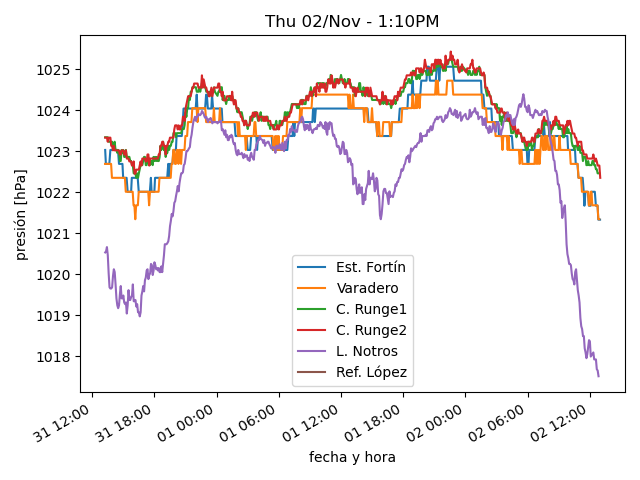 Thu 02/Nov - 1:10PM
presión [hPa]
1025
1024
1023
1022
1021
1020
1019
1018
Est. Fortín
Varadero
C. Runge1
C. Runge2
L. Notros
Ref. López
31 12:00
31 18:00
01 00:00
01 06:00
01 12:00
01 18:00
02 00:00
02 06:00
02 12:00
fecha y hora